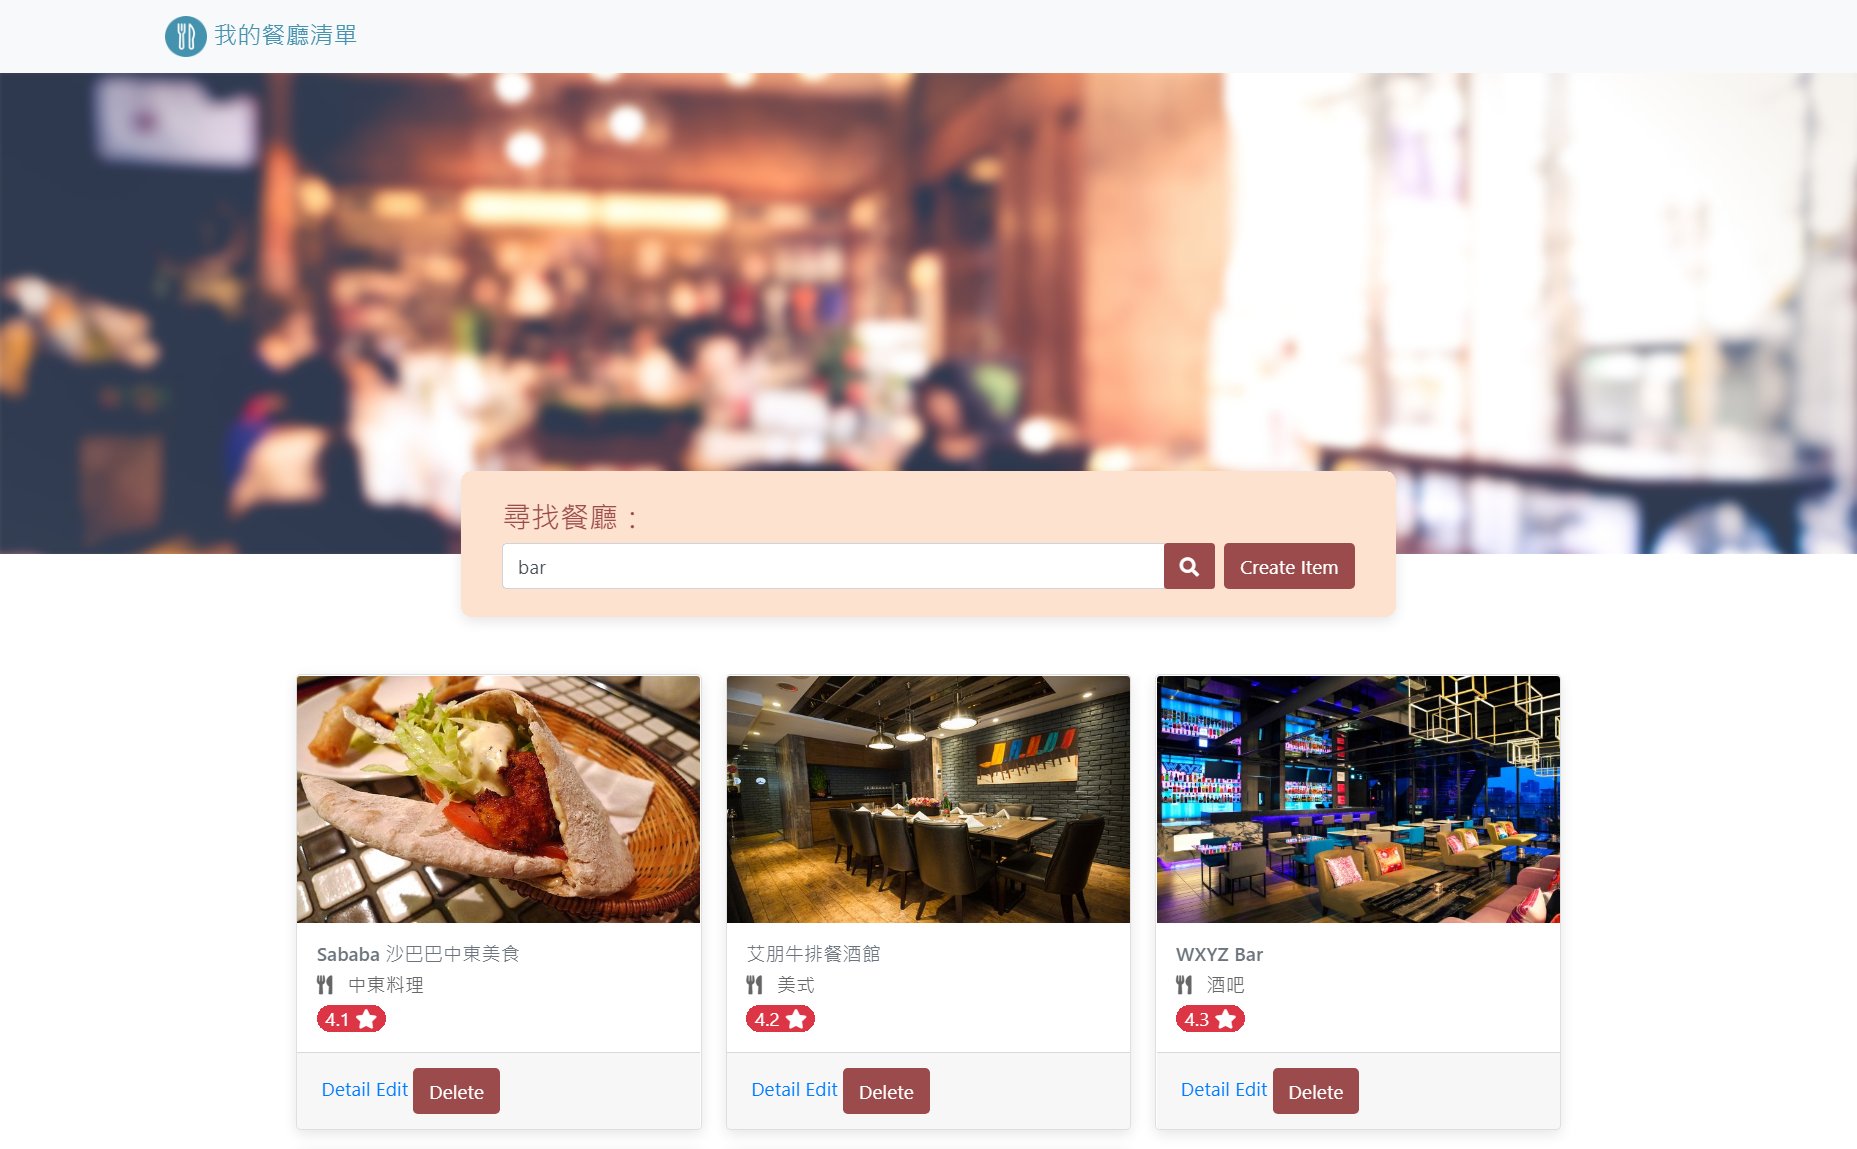 我的餐廳清單
尋找餐廳：
bar
Create Item
Sababa 沙巴巴中東美食
中東料理
4.1
Detail Edit Delete
艾朋牛排餐酒館
美式
4.2
Detail Edit Delete
WXYZ
WXYZ Bar
酒吧
4.3
Detail Edit Delete